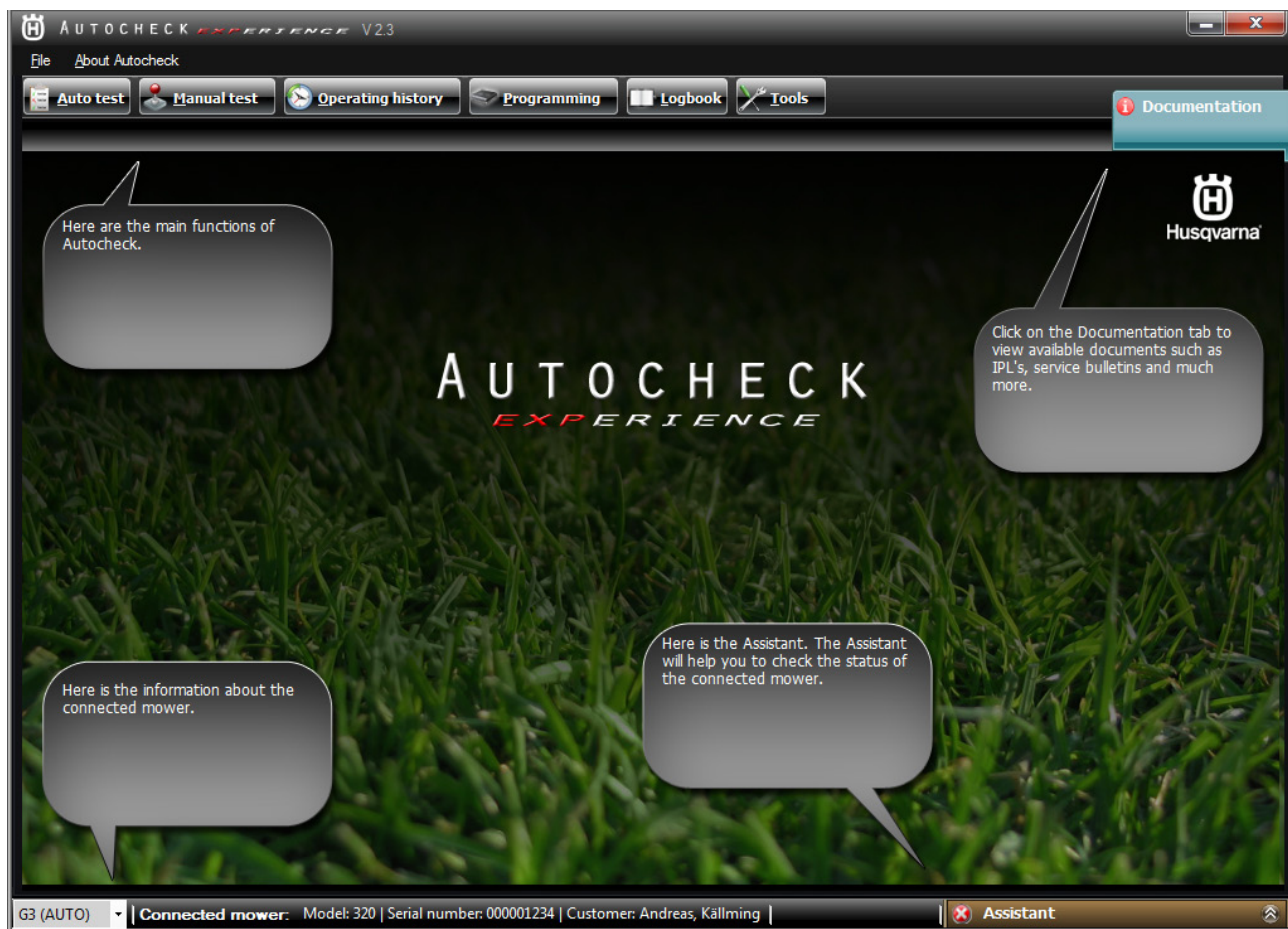 AUTOCHECK EXPERIENCE V2.3
File About Autocheck
Auto test Manual test Operating history Programming Logbook Tools
Documentation
Here are the main functions of
Autocheck.
Husqvarna
Click on the Documentation tab to
view available documents such as
IPL's, service bulletins and much
more.
AUTOCHECK
EXPERIENCE
Here is the Assistant. The Assistant
will help you to check the status of
the connected mower.
Here is the information about the
connected mower.
G3 (AUTO) Connected mower: Model: 320 | Serial number: 000001234 | Customer: Andreas, Källming | Assistant